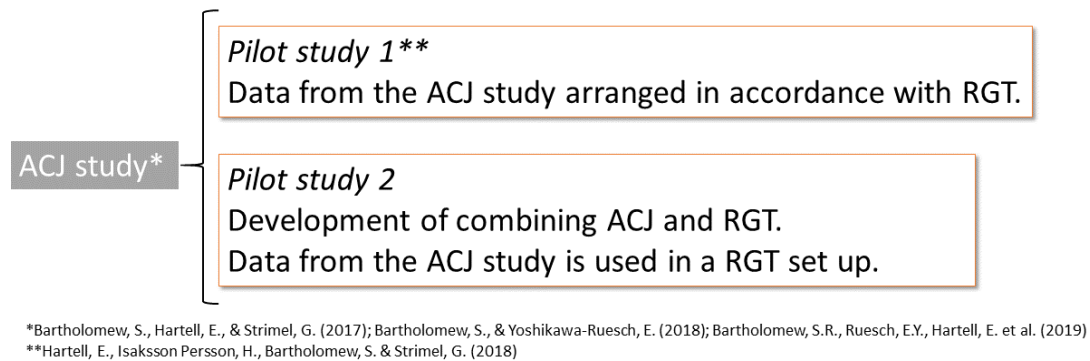 Pilot study 1**
Data from the ACJ study arranged in accordance with RGT.
ACJ study*
Pilot study 2
Development of combining ACJ and RGT.
Data from the ACJ study is used in a RGT set up.
*Bartholomew, S., Hartell, E., & Strimel, G. (2017); Bartholomew, S., & Yoshikawa-Ruesch, E. (2018); Bartholomew, S.R., Ruesch, E.Y., Hartell, E. et al. (2019)
**Hartell, E., Isaksson Persson, H., Bartholomew, S. & Strimel, G. (2018)